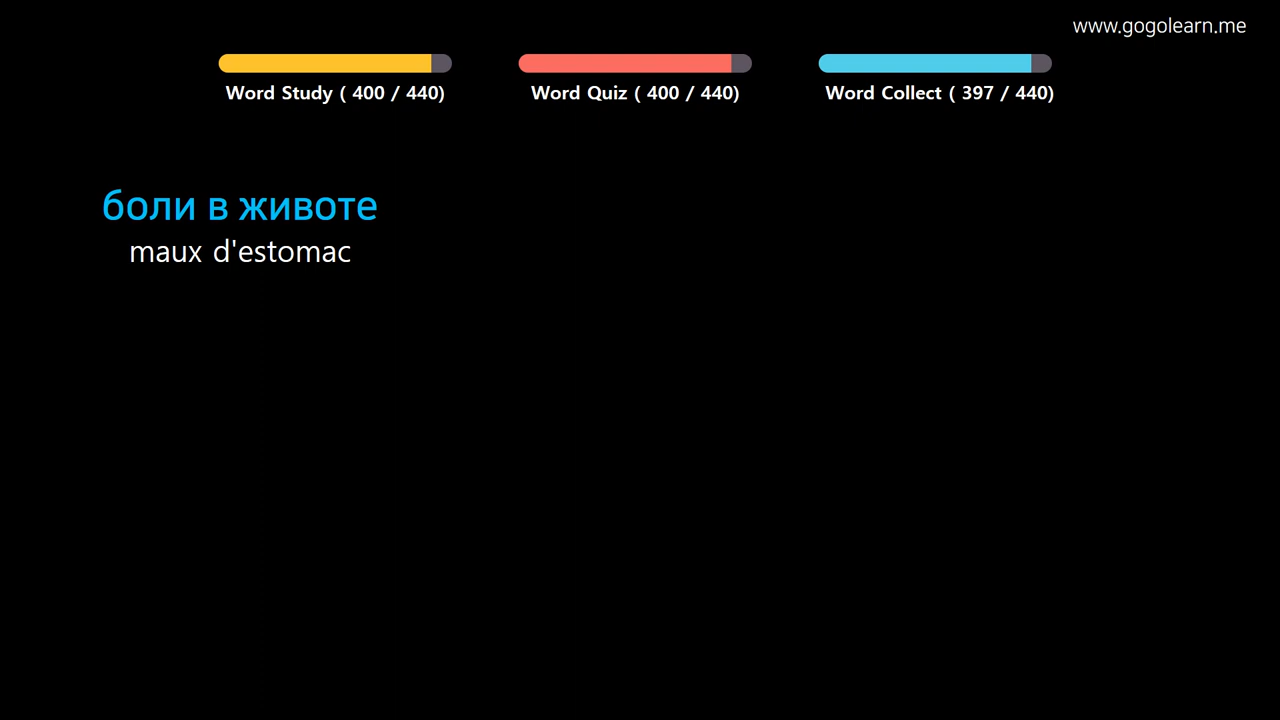 www.gogolearn.me
Word Study ( 400 / 440)
Word Quiz ( 400 / 440)
Word Collect ( 397 / 440)
боли в животе
maux d'estomac